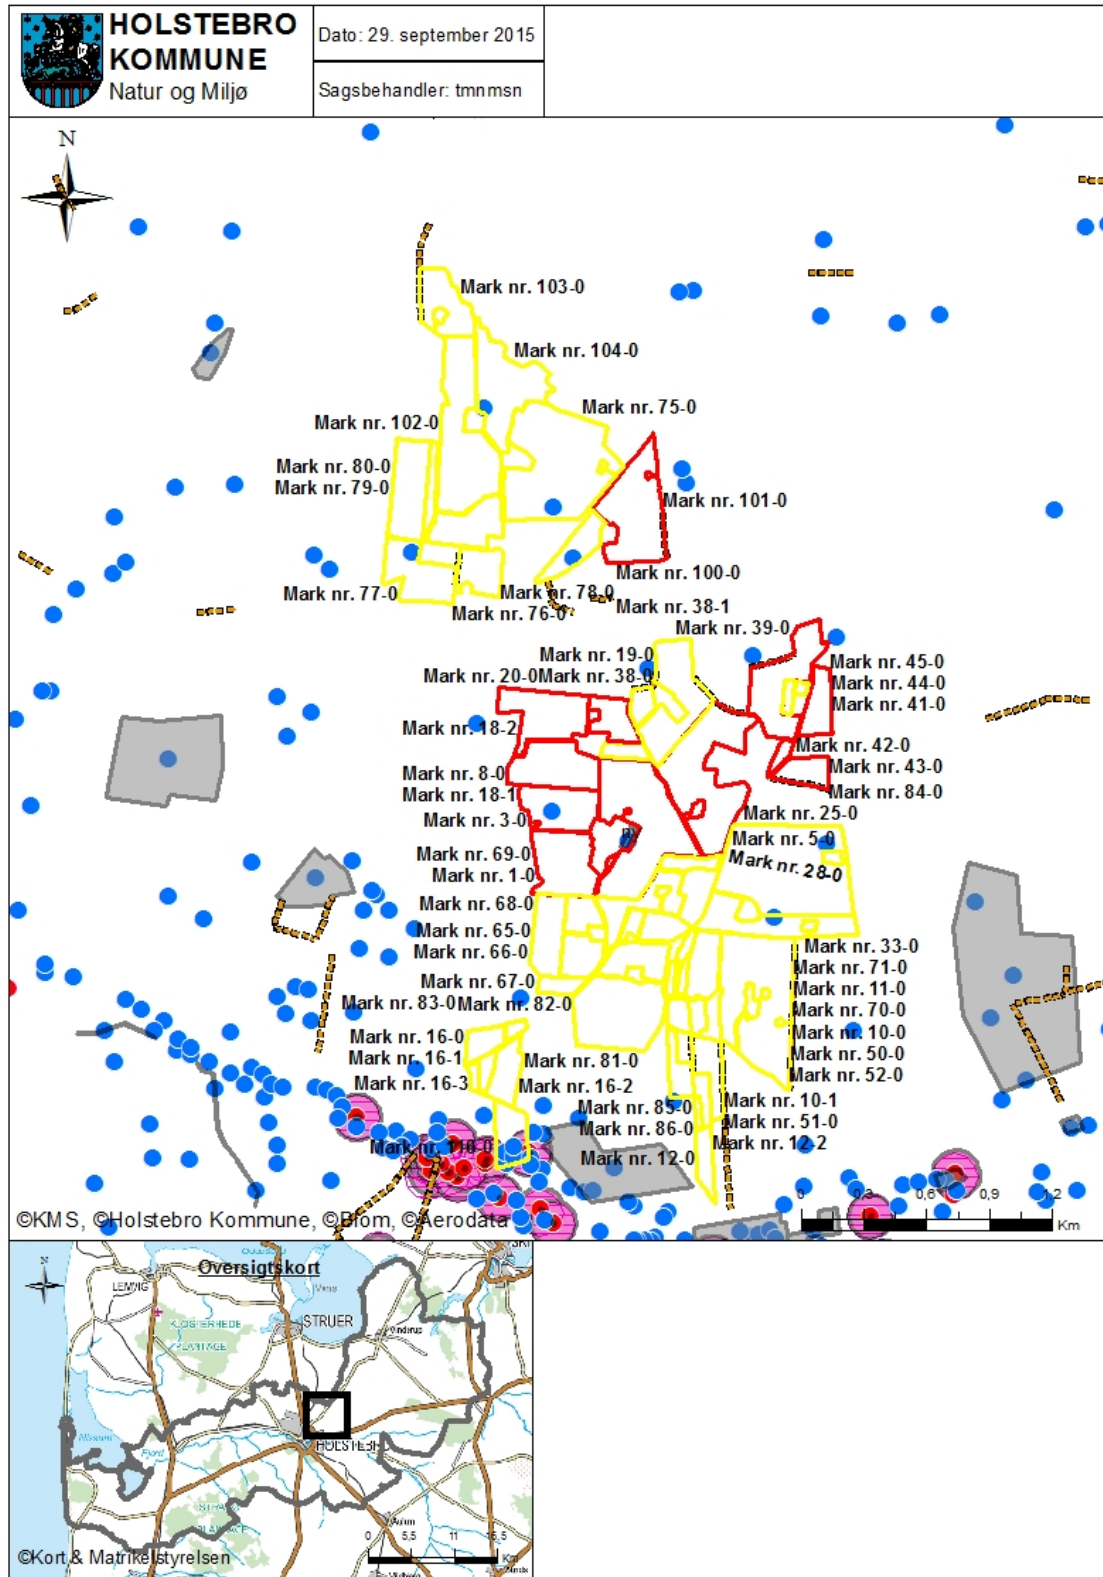 HOLSTEBRO
KOMMUNE
Natur og Miljø
Dato: 29. september 2015
Sagsbehandler: tmnmsn
N
Mark nr. 103-0
Mark nr. 104-0
Mark nr. 75-0
Mark nr. 102-0
Mark nr. 80-0
Mark nr. 79-0
Mark nr. 101-0
Mark nr. 100-0
Mark nr. 77-0
Mark nr. 78-0
Mark nr. 76-0
Mark nr. 38-1
Mark nr. 39-0
Mark nr. 19-0
Mark nr. 20-0 Mark nr. 38-0
Mark nr. 45-0
Mark nr. 44-0
Mark nr. 41-0
Mark nr. 18-2
Mark nr. 42-0
Mark nr. 8-0
Mark nr. 43-0
Mark nr. 18-1
Mark nr. 84-0
Mark nr. 3-0
Mark nr. 25-0
Mark nr. 5-0
Mark nr. 69-0
Mark nr. 28-0
Mark nr. 1-0
Mark nr. 68-0
Mark nr. 65-0
Mark nr. 66-0
Mark nr. 33-0
Mark nr. 71-0
Mark nr. 67-0
Mark nr. 11-0
Mark nr. 83-0 Mark nr. 82-0
Mark nr. 70-0
Mark nr. 16-0
Mark nr. 10-0
Mark nr. 16-1
Mark nr. 81-0
Mark nr. 50-0
Mark nr. 16-3
Mark nr. 16-2
Mark nr. 52-0
Mark nr. 85-0
Mark nr. 10-1
Mark nr. 86-0
Mark nr. 51-0
Mark nr. 110-0
Mark nr. 12-2
Mark nr. 12-0
0 0,3 0,6 0,9 1,2
Km
©KMS, ©Holstebro Kommune, ©Blom, ©Aerodata
Oversigtskort
N
LEMVIG
Venø
KLOSTERHEDE
PLANTAGE
STRUER
Vinderup
Nissum
Fjord
HOLSTEBRO
Aulum
0 5,5 11 16,5
Km
©Kort & Matrikelstyrelsen